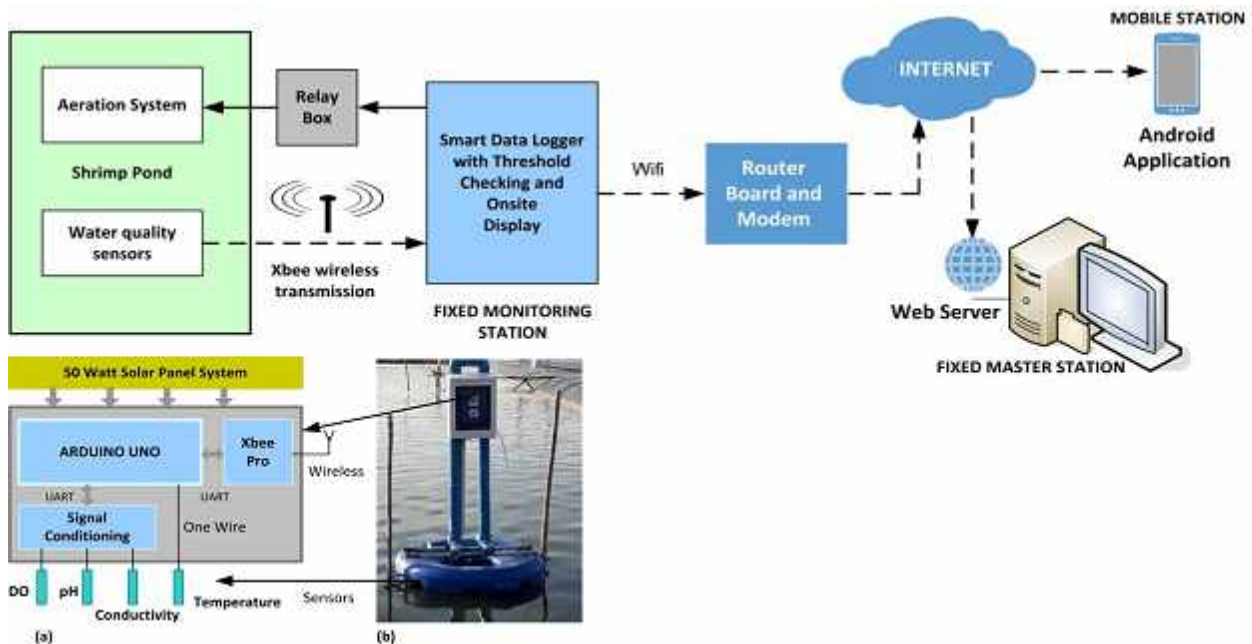 MOBILE STATION
INTERNET
Android
Application
Aeration System
Relay
Box
Shrimp Pond
Water quality
sensors
Xbee wireless
transmission
Smart Data Logger
with Threshold
Checking and
Onsite
Display
FIXED MONITORING
STATION
Wifi
Router
Board and
Modem
Web Server
FIXED MASTER STATION
50 Watt Solar Panel System
ARDUINO UNO
Xbee
Pro
Wireless
UART
UART
Signal
Conditioning
One Wire
DO
pH
Conductivity
Temperature
Sensors
(a)
(b)